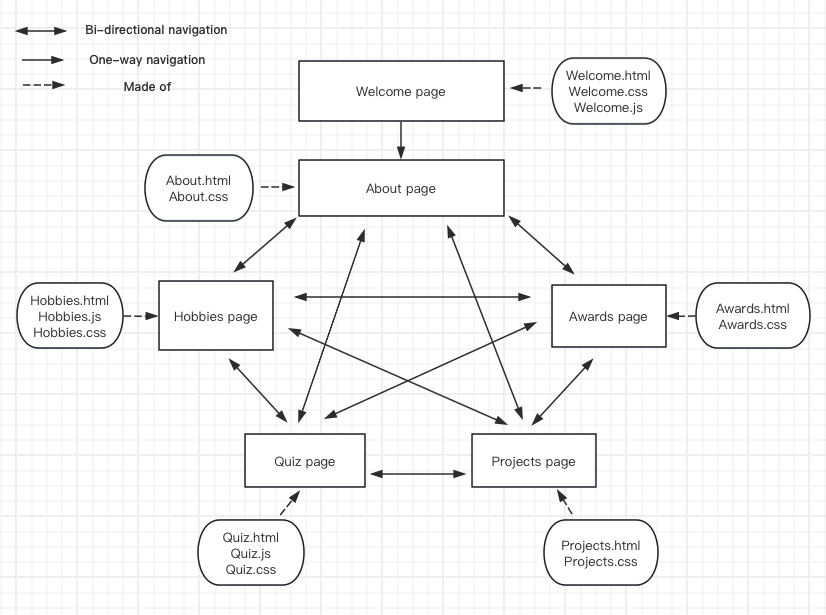 Bi-directional navigation
One-way navigation
Made of
Welcome page
Welcome.html
Welcome.css
Welcome.js
About.html
About.css
About page
Hobbies.html
Hobbies.js
Hobbies.css
Hobbies page
Awards page
Awards.html
Awards.css
Quiz page
Projects page
Quiz.html
Quiz.js
Quiz.css
Projects.html
Projects.css